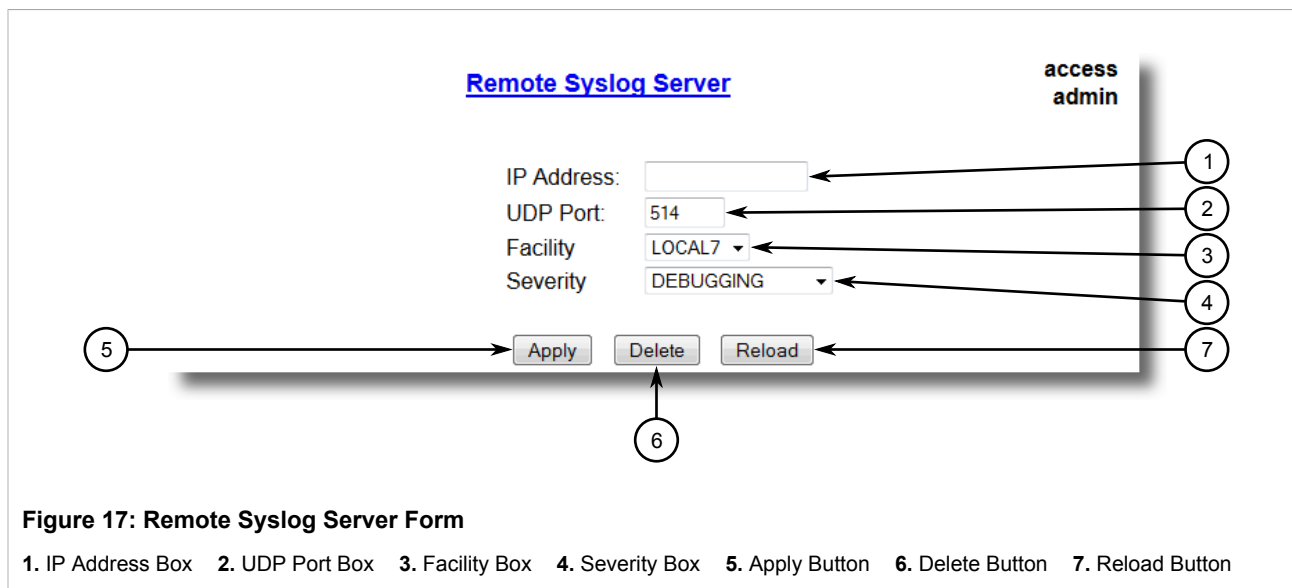 Remote Syslog Server
access
admin
IP Address:
1
UDP Port: 514
2
Facility LOCAL7
3
Severity DEBUGGING
4
5
Apply Delete Reload
7
6
Figure 17: Remote Syslog Server Form
1. IP Address Box 2. UDP Port Box 3. Facility Box 4. Severity Box 5. Apply Button 6. Delete Button 7. Reload Button